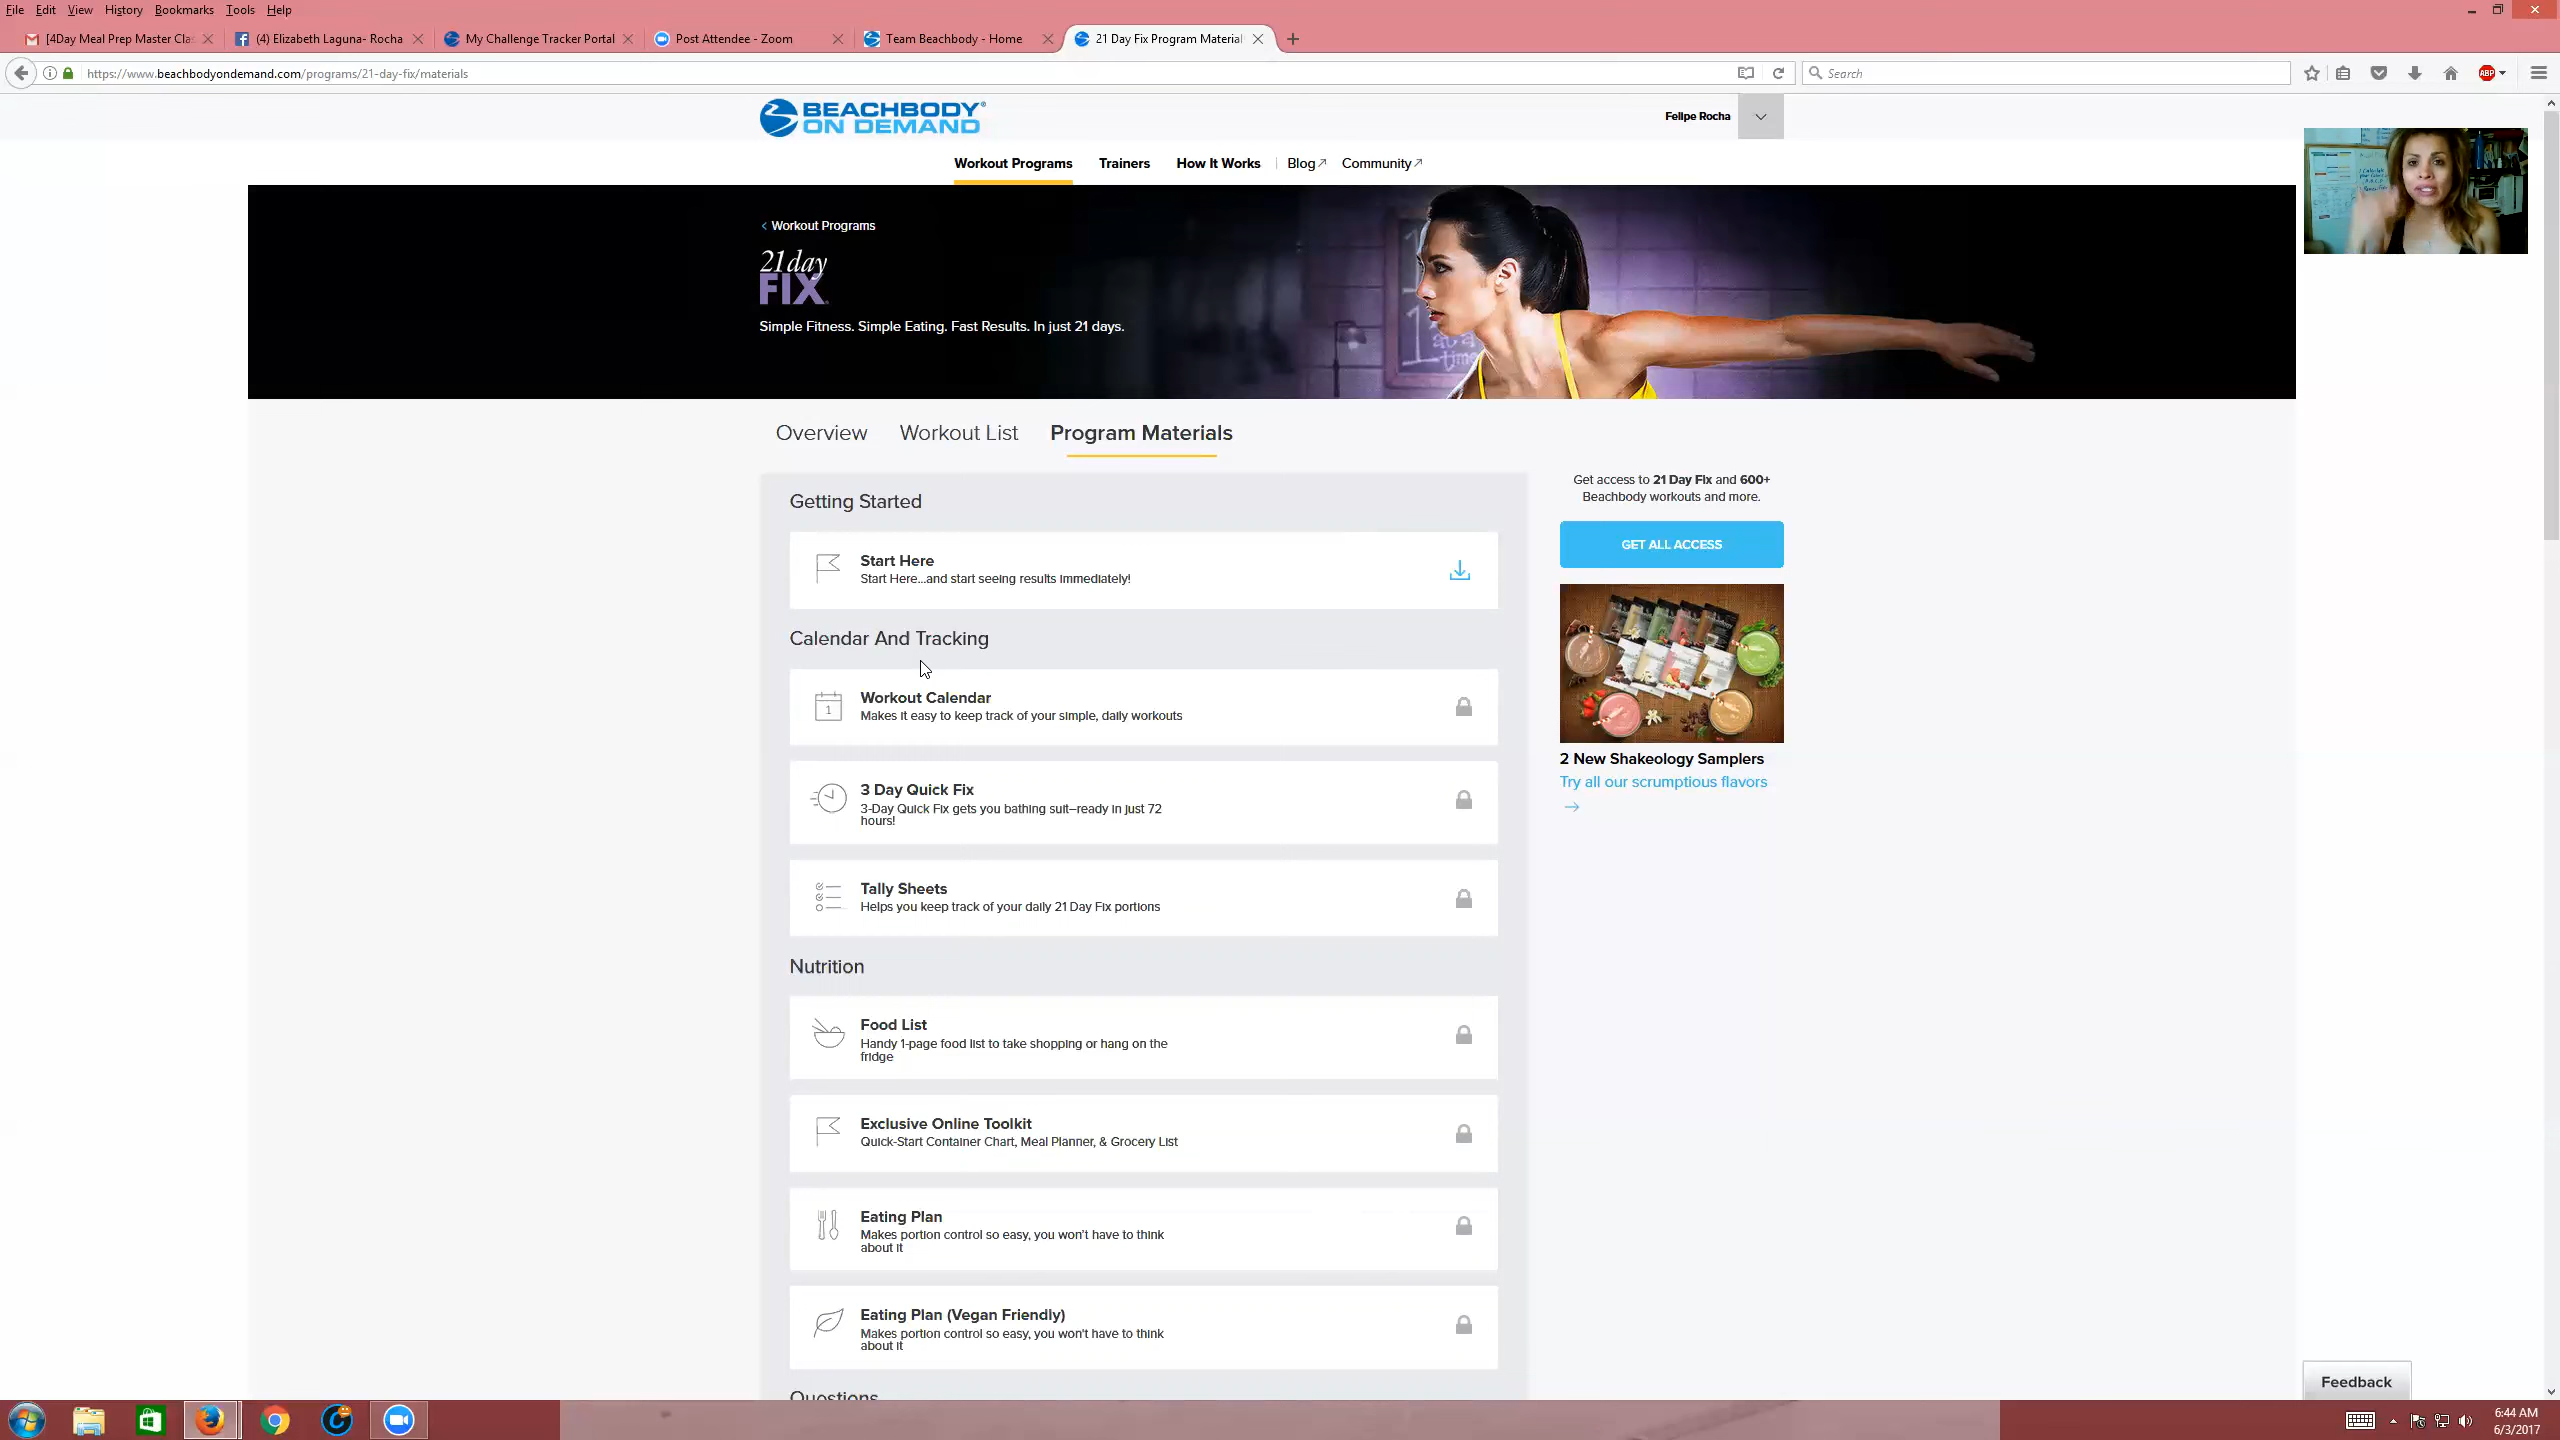 File Edit View History Bookmarks Tools Help
[4Day Meal Prep Master Cla
(4) Elizabeth Laguna- Rocha
My Challenge Tracker Portal
Post Attendee - Zoom
Team Beachbody - Home
21 Day Fix Program Material
https://www.beachbodyondemand.com/programs/21-day-fix/materials
Search
ABP
BEACHBODY®
ON DEMAND
Felipe Rocha
Workout Programs Trainers How It Works Blog Community
< Workout Programs
21 day
FIX
Simple Fitness. Simple Eating. Fast Results. In just 21 days.
Overview Workout List Program Materials
Getting Started
Start Here
Start Here...and start seeing results immediately!
Calendar And Tracking
1
Workout Calendar
Makes it easy to keep track of your simple, daily workouts
3 Day Quick Fix
3-Day Quick Fix gets you bathing suit–ready in just 72
hours!
Tally Sheets
Helps you keep track of your daily 21 Day Fix portions
Nutrition
Food List
Handy 1-page food list to take shopping or hang on the
fridge
Exclusive Online Toolkit
Quick-Start Container Chart, Meal Planner, & Grocery List
Eating Plan
Makes portion control so easy, you won't have to think
about it
Eating Plan (Vegan Friendly)
Makes portion control so easy, you won't have to think
about it
Questions
Get access to 21 Day Fix and 600+
Beachbody workouts and more.
GET ALL ACCESS
2 New Shakeology Samplers
Try all our scrumptious flavors
Feedback
6:44 AM
6/3/2017